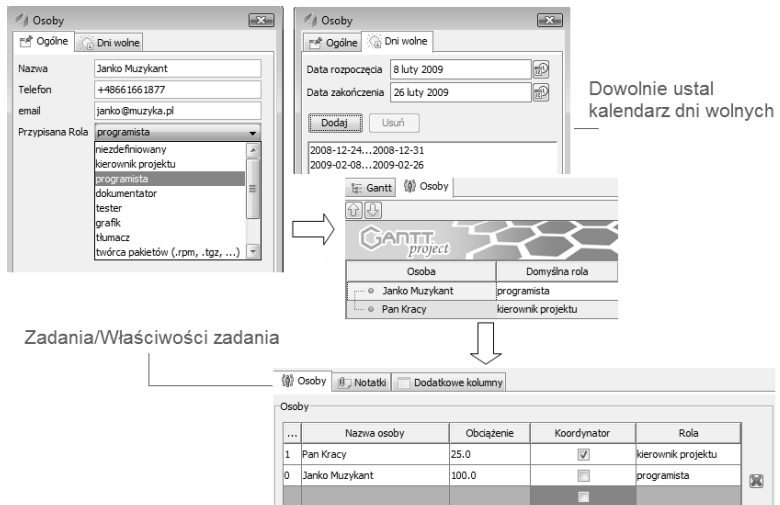 Osoby
Ogólne Dni wolne
Nazwa Janko Muzykant
Telefon +48661661877
email janko@muzyka.pl
Przypisana Rola programista
niezdefiniowany
kierownik projektu
programista
dokumentator
tester
grafik
tłumacz
twórca pakietów (.rpm, .tgz, ...)
Osoby
Ogólne Dni wolne
Data rozpoczęcia 8 luty 2009
Data zakończenia 26 luty 2009
Dodaj Usuń
2008-12-24...2008-12-31
2009-02-08...2009-02-26
Dowolnie ustal
kalendarz dni wolnych
Gantt Osoby
GANTT
project
Osoba Domyślna rola
Janko Muzykant programista
Pan Kracy kierownik projektu
Zadania/Właściwości zadania
Osoby Notatki Dodatkowe kolumny
Osoby
... Nazwa osoby Obciążenie Koordynator Rola
1 Pan Kracy 25.0 kierownik projektu
0 Janko Muzykant 100.0 programista